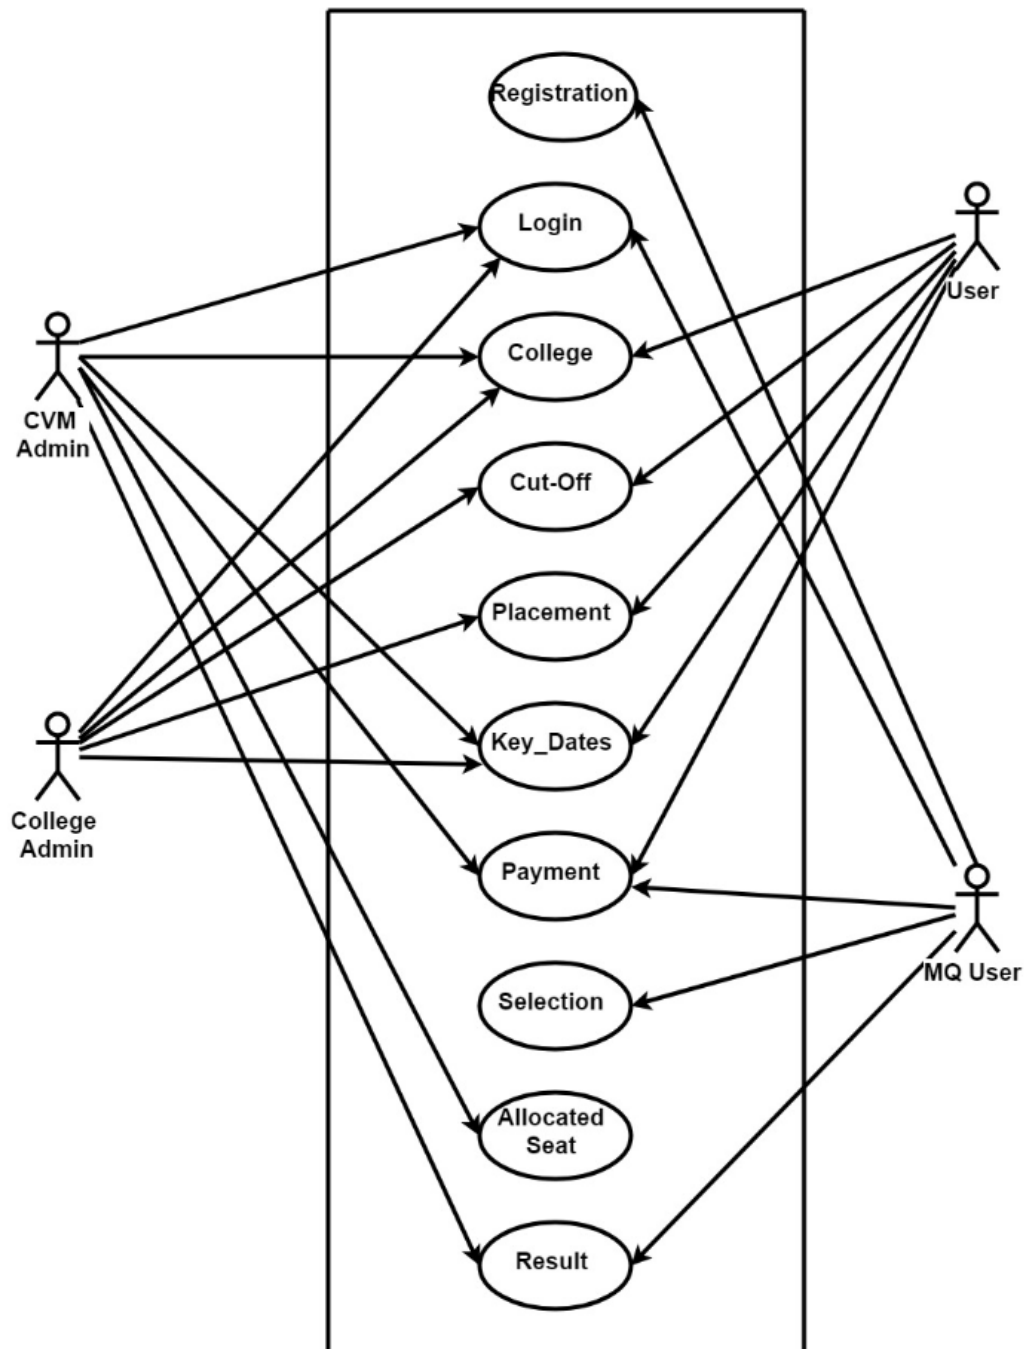 Registration
Login
User
College
CVM
Admin
Cut-Off
Placement
Key_Dates
College
Admin
Payment
MQ User
Selection
Allocated
Seat
Result